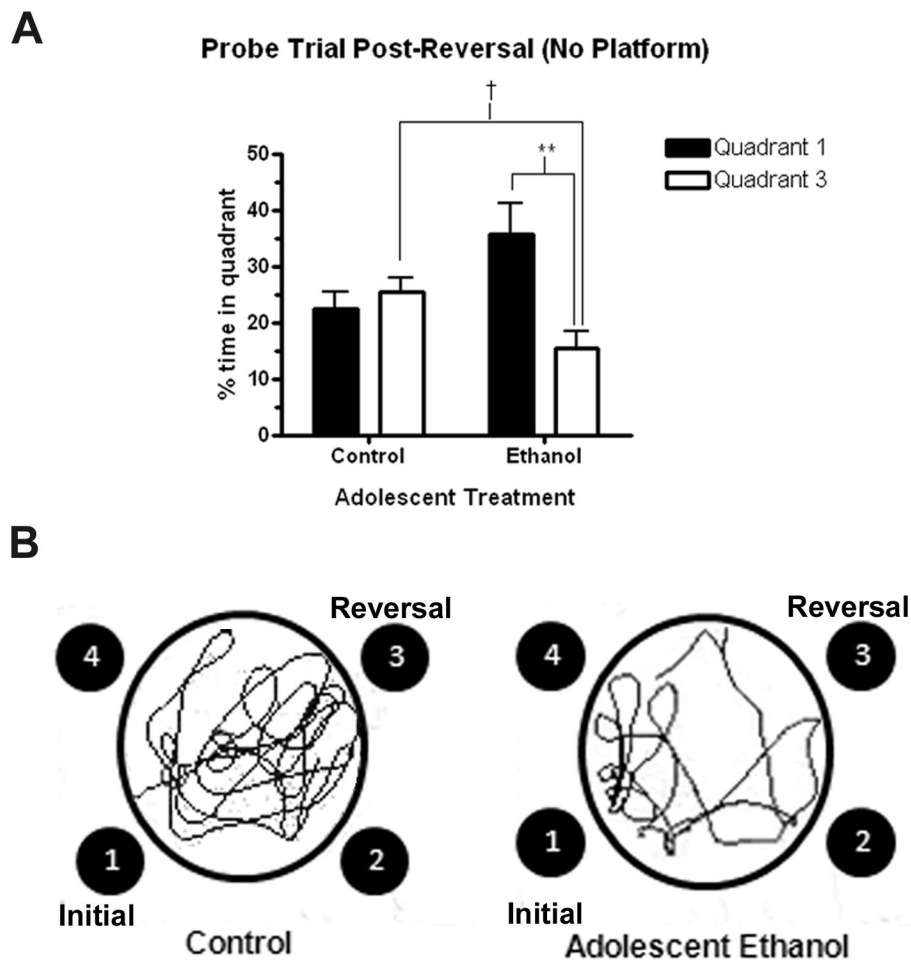 A
Probe Trial Post-Reversal (No Platform)
†
**
Quadrant 1
Quadrant 3
50
40
30
20
10
0
% time in quadrant
Control
Ethanol
Adolescent Treatment
B
Reversal
4
3
1
2
Initial
Control
Reversal
4
3
1
2
Initial
Adolescent Ethanol